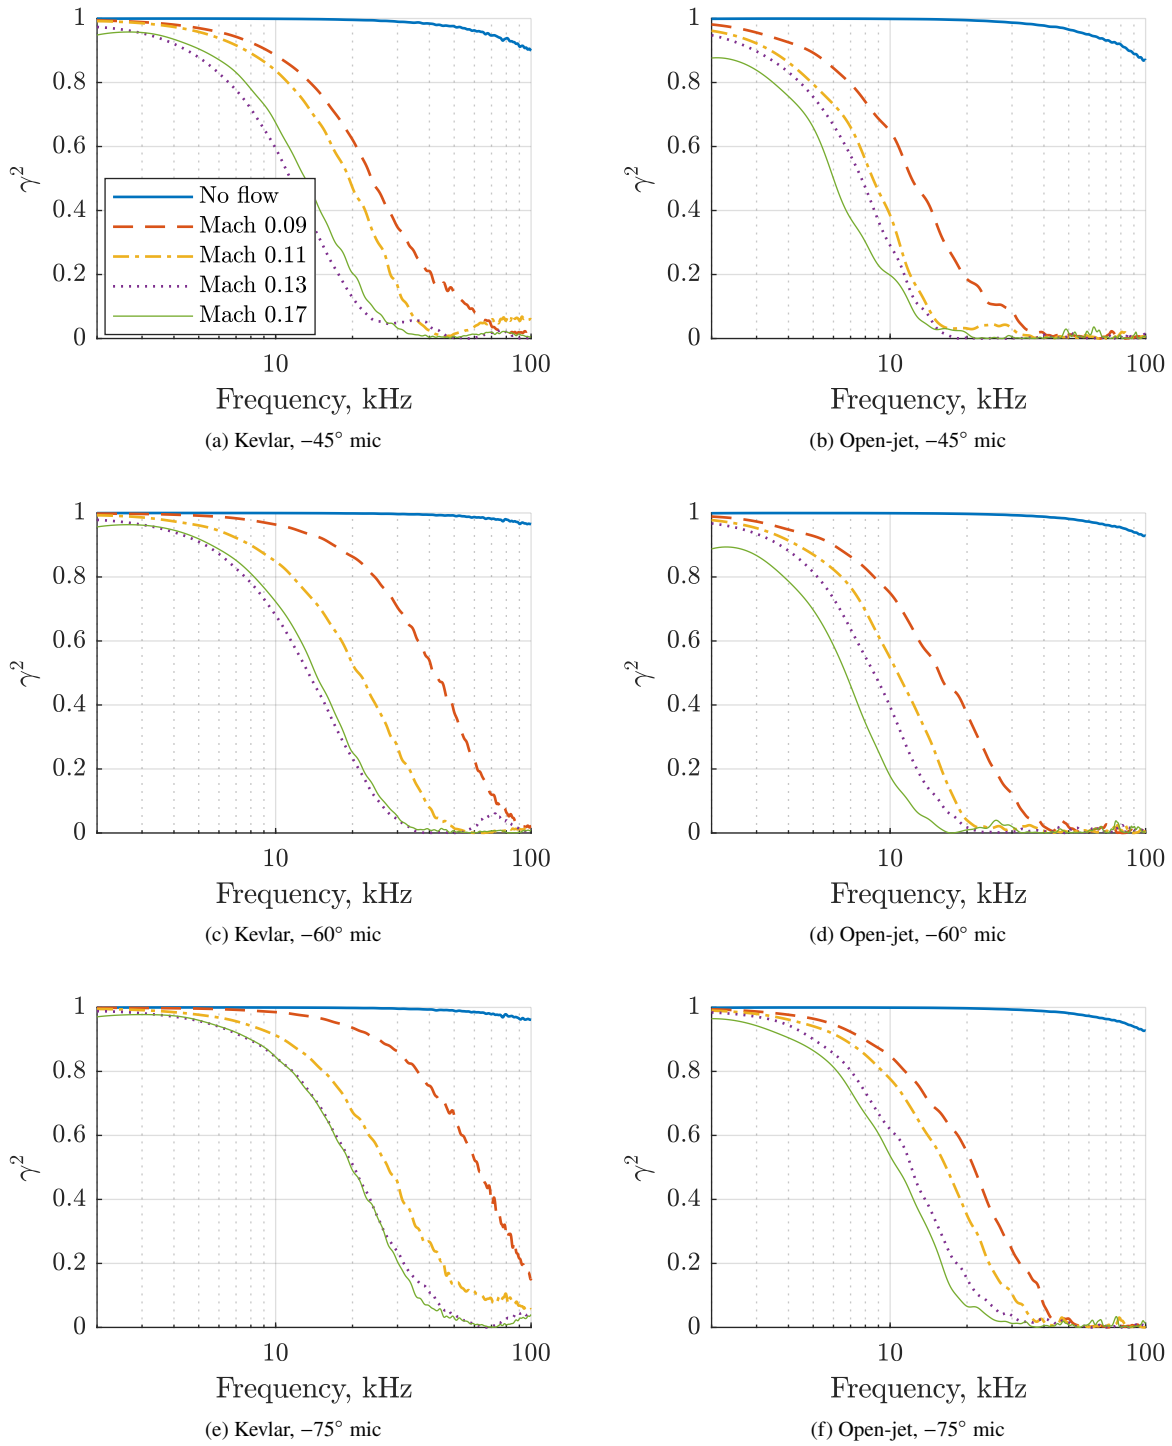 1
0.8
0.6
0.4
0.2
0
γ²
No flow
Mach 0.09
Mach 0.11
Mach 0.13
Mach 0.17
10
100
Frequency, kHz
(a) Kevlar, −45° mic
1
0.8
0.6
0.4
0.2
0
γ²
10
100
Frequency, kHz
(b) Open-jet, −45° mic
1
0.8
0.6
0.4
0.2
0
γ²
10
100
Frequency, kHz
(c) Kevlar, −60° mic
1
0.8
0.6
0.4
0.2
0
γ²
10
100
Frequency, kHz
(d) Open-jet, −60° mic
1
0.8
0.6
0.4
0.2
0
γ²
10
100
Frequency, kHz
(e) Kevlar, −75° mic
1
0.8
0.6
0.4
0.2
0
γ²
10
100
Frequency, kHz
(f) Open-jet, −75° mic